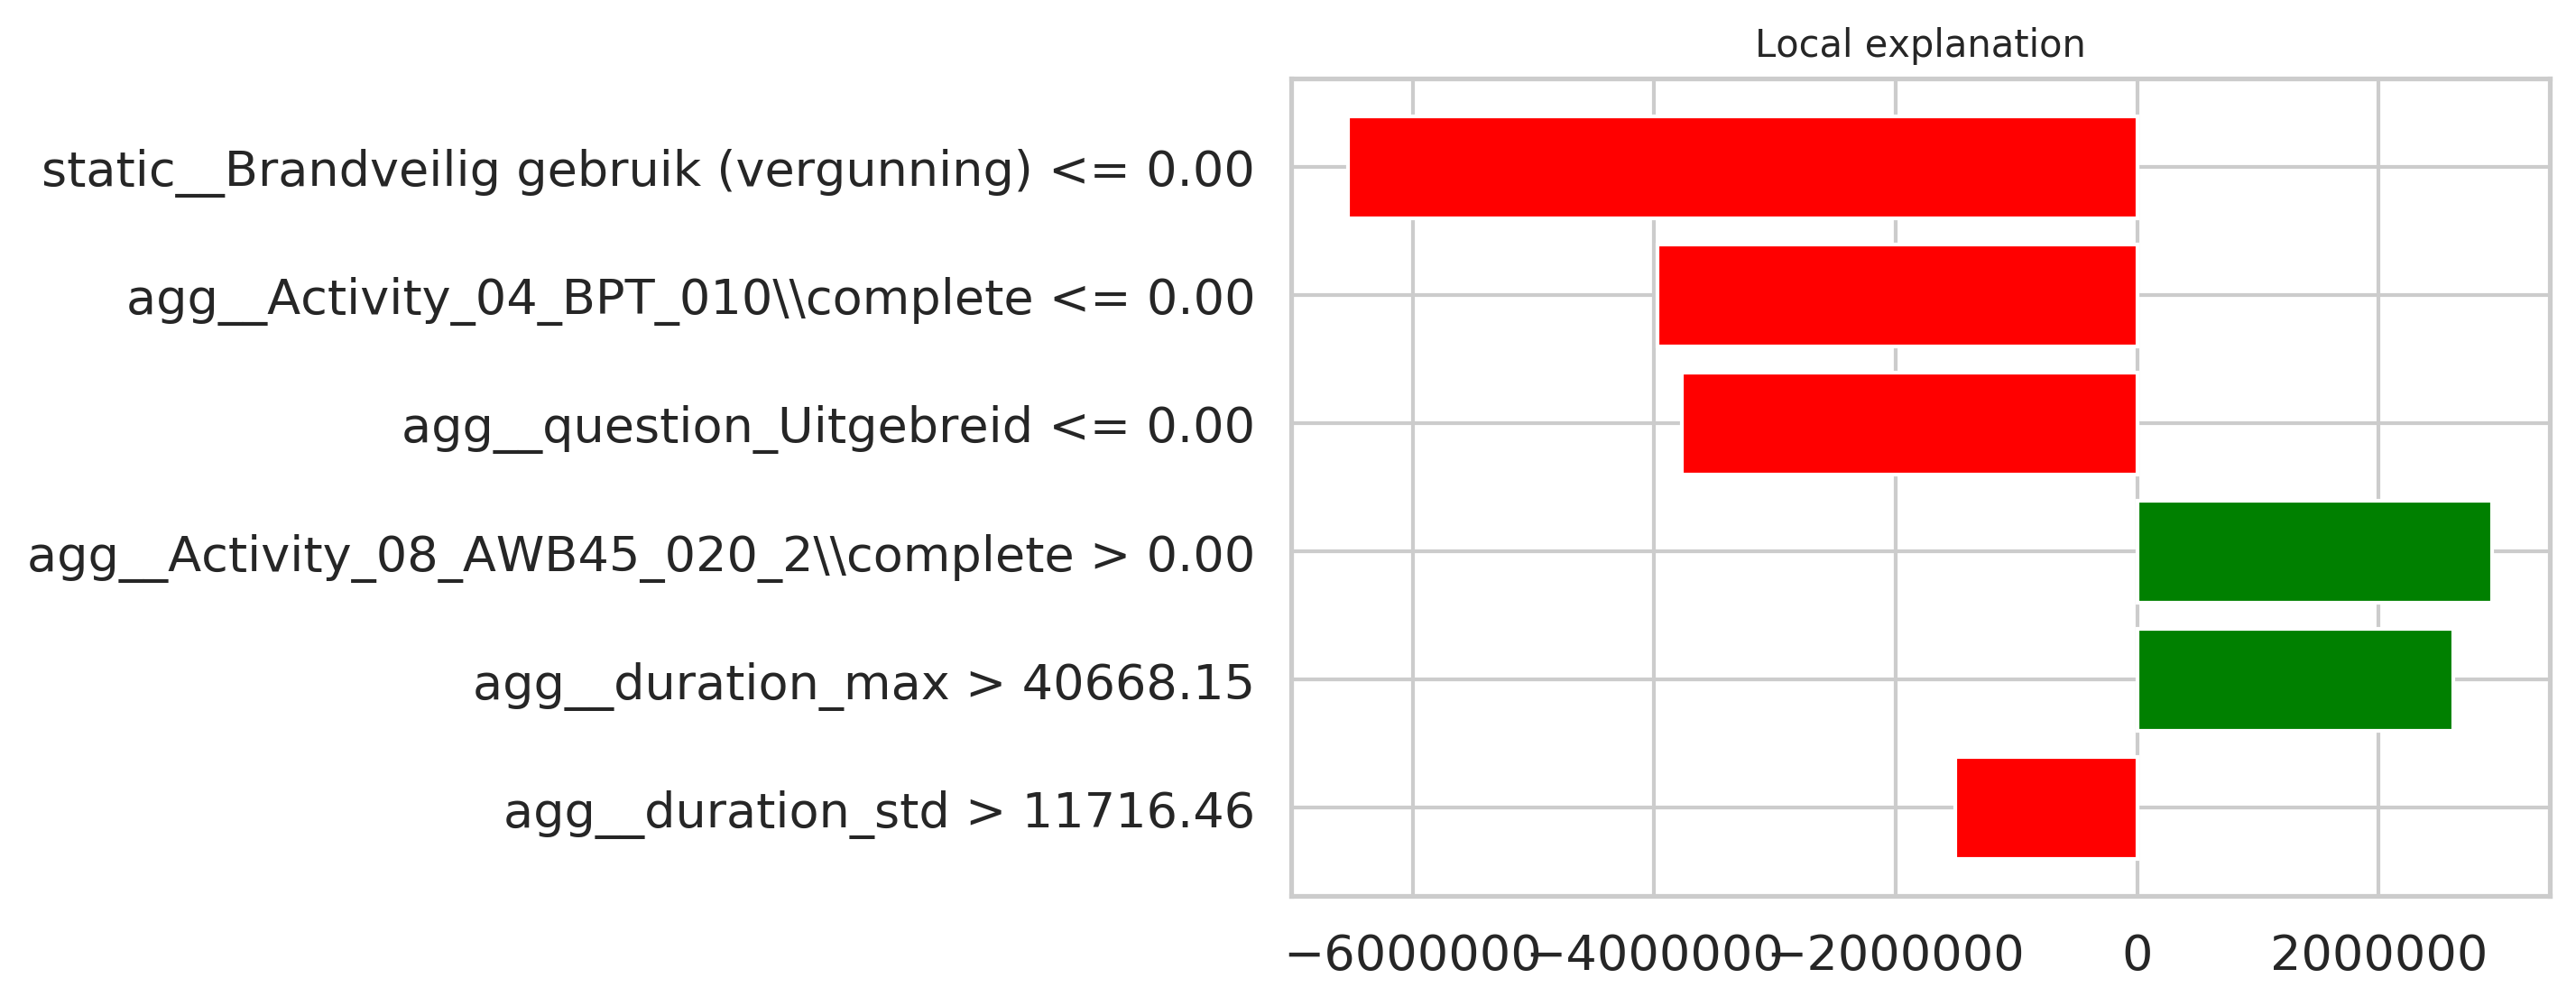 Local explanation
static__Brandveilig gebruik (vergunning) <= 0.00
agg__Activity_04_BPT_010\\complete <= 0.00
agg__question_Uitgebreid <= 0.00
agg__Activity_08_AWB45_020_2\\complete > 0.00
agg__duration_max > 40668.15
agg__duration_std > 11716.46
−6000000 −4000000 −2000000 0 2000000